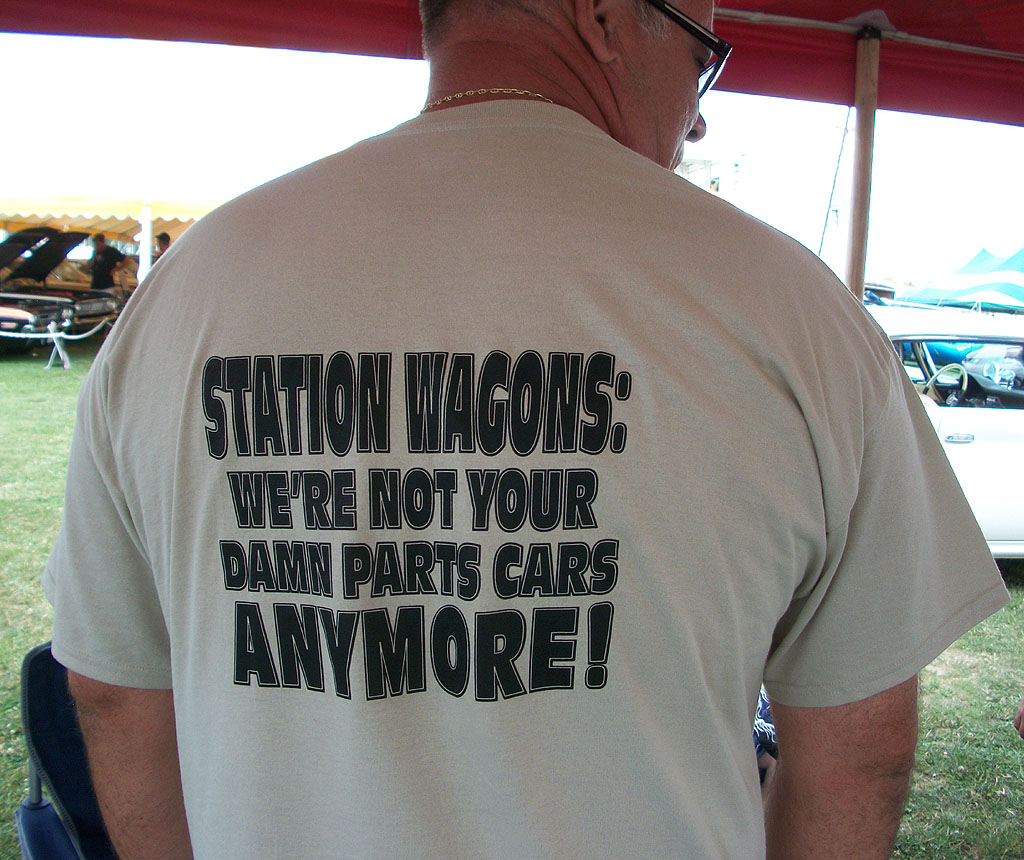 STATION WAGONS:
WE'RE NOT YOUR
DAMN PARTS CARS
ANYMORE!